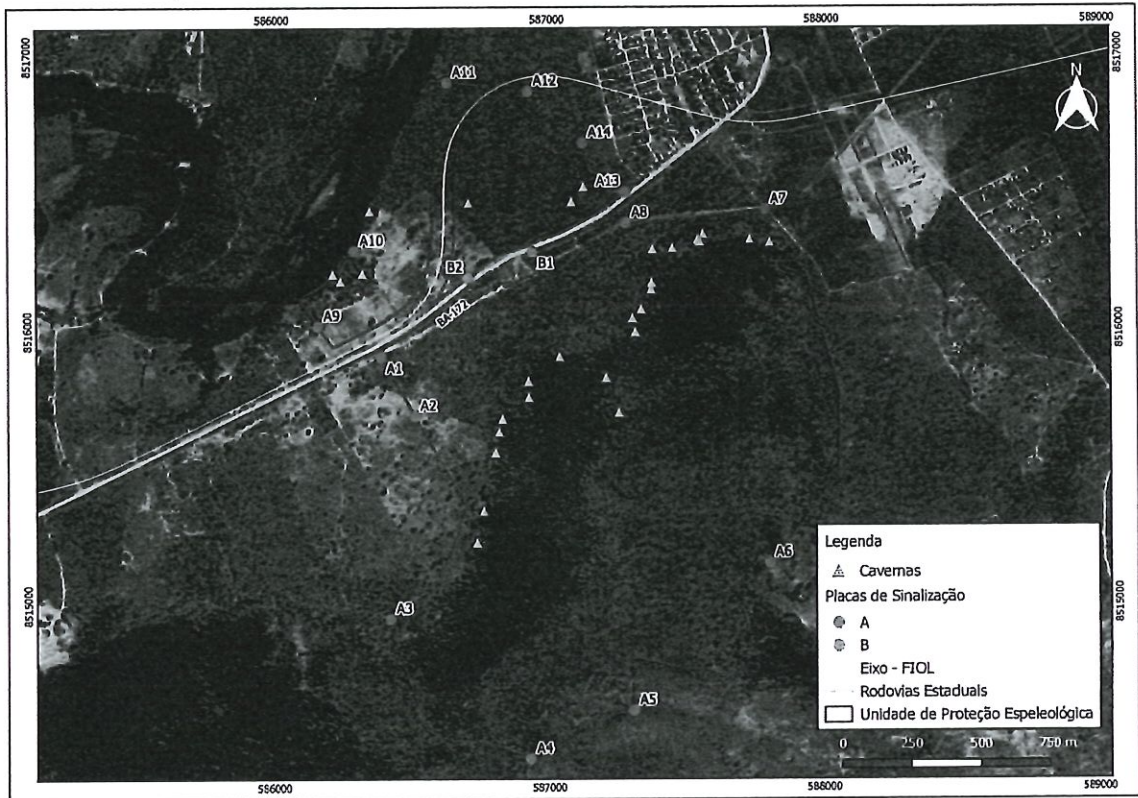 586000 587000 588000 589000
8517000 8517000
A11
A12
N
A14
A13
A7
A8
A10
B2
B1
BA-172
A9
8516000 8516000
A1
A2
A6
Legenda
Cavernas
Placas de Sinalização
A
B
Eixo - FIOL
Rodovias Estaduais
Unidade de Proteção Espeleológica
8515000 8515000
A3
A5
A4
0 250 500 750 m
586000 587000 588000 589000